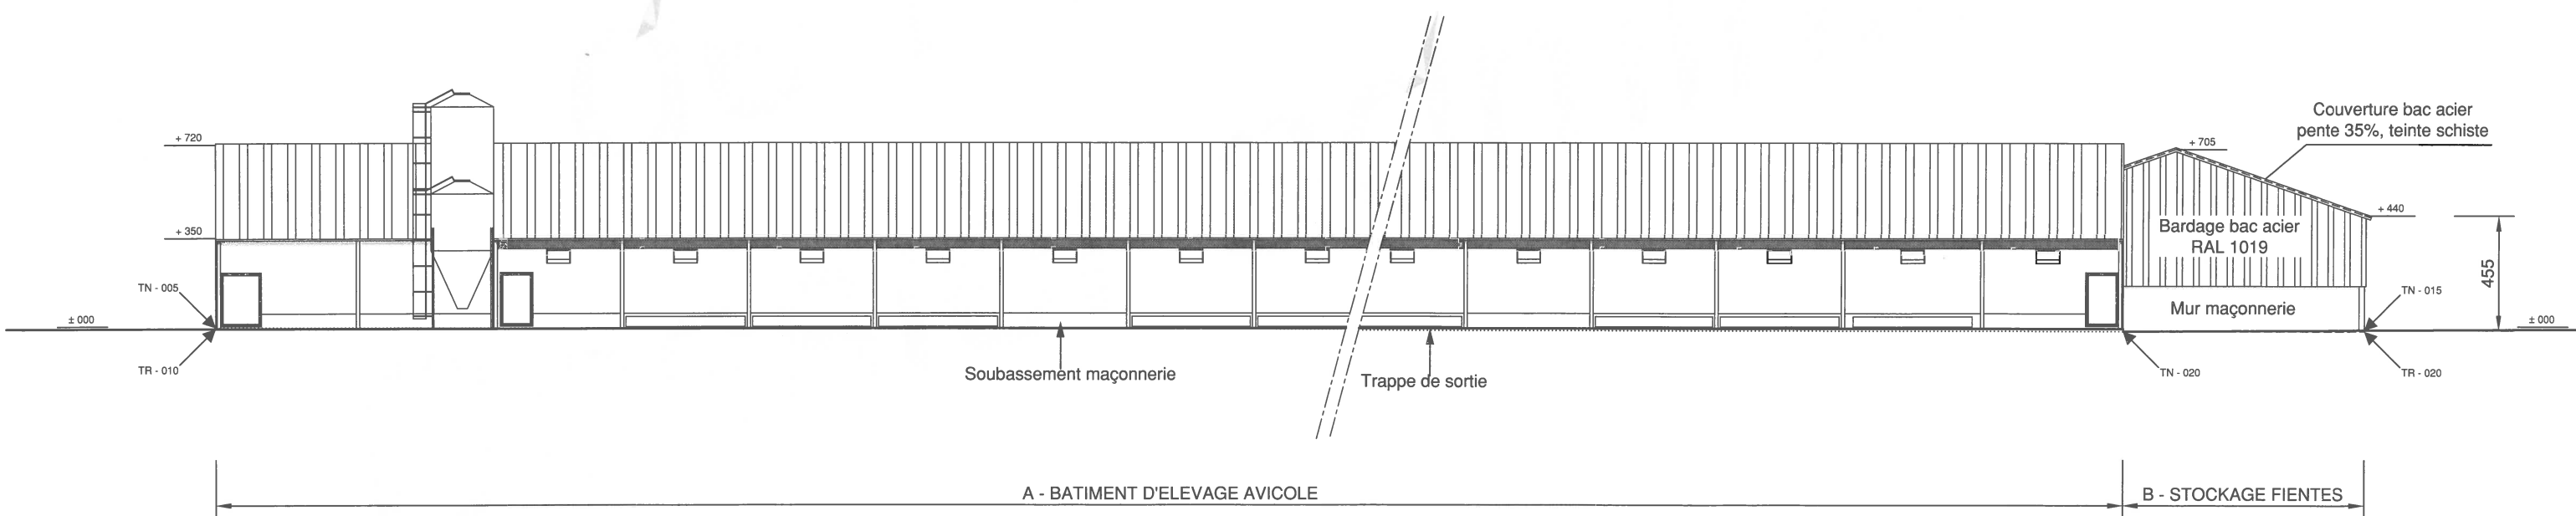 Couverture bac acier
pente 35%, teinte schiste
+ 720
+ 705
+ 440
+ 350
Bardage bac acier
RAL 1019
455
TN - 005
TN - 015
± 000
± 000
Mur maçonnerie
TR - 010
Soubassement maçonnerie
Trappe de sortie
TN - 020
TR - 020
A - BATIMENT D'ELEVAGE AVICOLE
B - STOCKAGE FIENTES